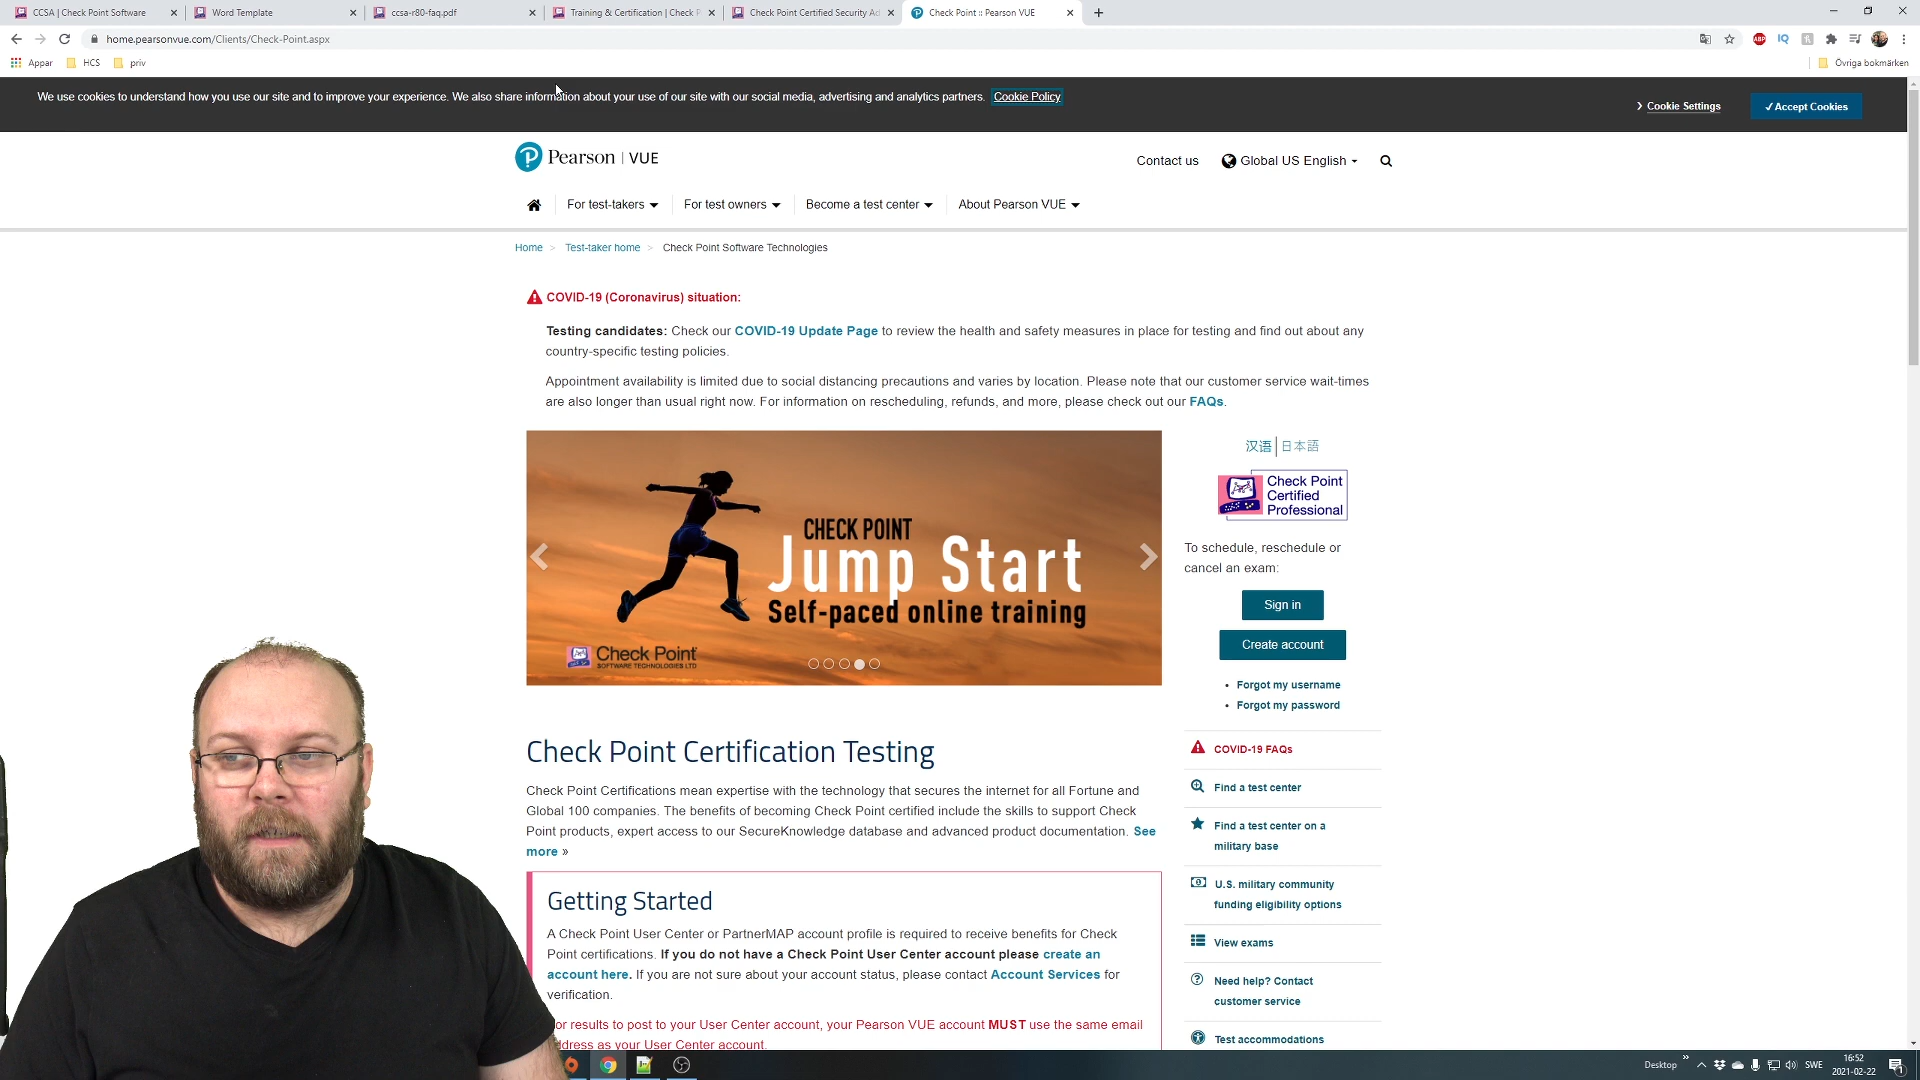 CCSA | Check Point Software
Word Template
ccsa-r80-faq.pdf
Training & Certification | Check P
Check Point Certified Security Ad
Check Point :: Pearson VUE
home.pearsonvue.com/Clients/Check-Point.aspx
ABP
IQ
Appar
HCS
priv
Övriga bokmärken
We use cookies to understand how you use our site and to improve your experience. We also share information about your use of our site with our social media, advertising and analytics partners. Cookie Policy
Cookie Settings
✓Accept Cookies
Pearson | VUE
Contact us
Global US English
For test-takers
For test owners
Become a test center
About Pearson VUE
Home > Test-taker home > Check Point Software Technologies
COVID-19 (Coronavirus) situation:
Testing candidates: Check our COVID-19 Update Page to review the health and safety measures in place for testing and find out about any
country-specific testing policies.
Appointment availability is limited due to social distancing precautions and varies by location. Please note that our customer service wait-times
are also longer than usual right now. For information on rescheduling, refunds, and more, please check out our FAQs.
CHECK POINT
Jump Start
Self-paced online training
Check Point
SOFTWARE TECHNOLOGIES LTD
汉语 | 日本語
Check Point
Certified
Professional
To schedule, reschedule or
cancel an exam:
Sign in
Create account
• Forgot my username
• Forgot my password
COVID-19 FAQs
Find a test center
Find a test center on a
military base
U.S. military community
funding eligibility options
View exams
Need help? Contact
customer service
Test accommodations
Check Point Certification Testing
Check Point Certifications mean expertise with the technology that secures the internet for all Fortune and
Global 100 companies. The benefits of becoming Check Point certified include the skills to support Check
Point products, expert access to our SecureKnowledge database and advanced product documentation. See
more »
Getting Started
A Check Point User Center or PartnerMAP account profile is required to receive benefits for Check
Point certifications. If you do not have a Check Point User Center account please create an
account here. If you are not sure about your account status, please contact Account Services for
verification.
or results to post to your User Center account, your Pearson VUE account MUST use the same email
ddress as your User Center account.
Desktop
SWE
16:52
2021-02-22